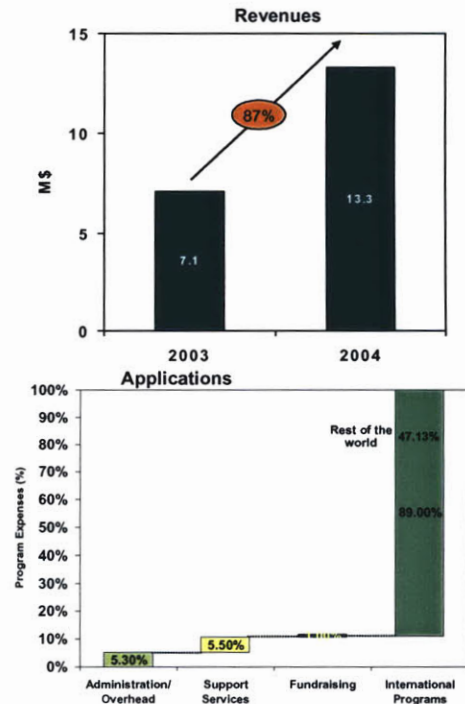 Revenues
15
87%
10
M$
13.3
7.1
5
0
2003 2004
Applications
100%
90%
Rest of the
world
47.13%
80%
70%
60%
89.00%
50%
Program Expenses (%)
40%
30%
20%
10%
5.50%
5.30%
0%
Administration/ Support Fundraising International
Overhead Services Programs